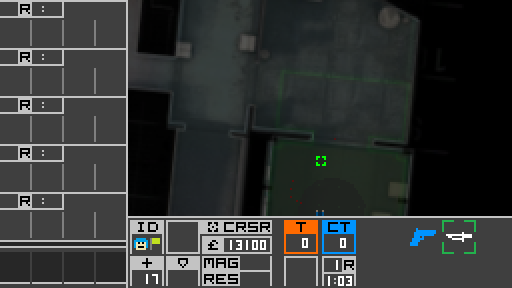 R :
R :
R :
R :
R :
ID
CRSR
T
CT
£ 13100
0
0
+
MAG
1R
17
RES
1:03